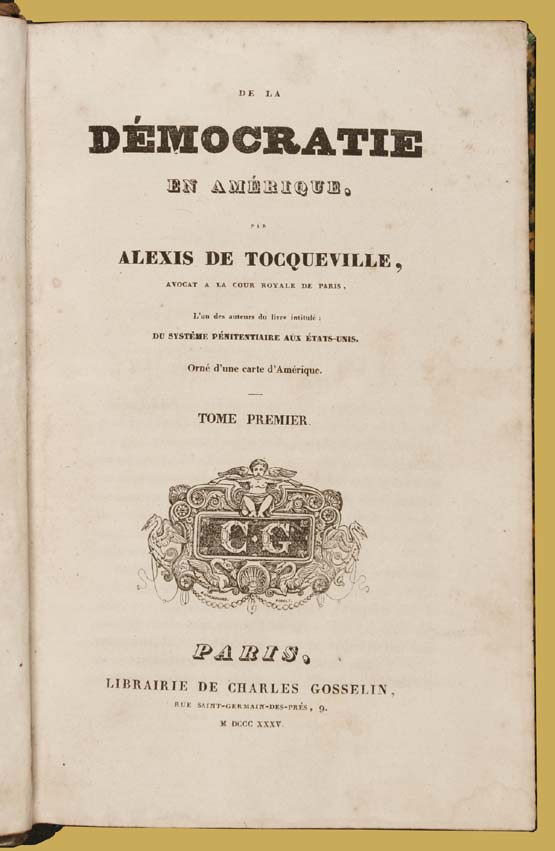 DE LA
DÉMOCRATIE
EN AMÉRIQUE,
PAR
ALEXIS DE TOCQUEVILLE,
AVOCAT A LA COUR ROYALE DE PARIS,
L'un des auteurs du livre intitulé :
DU SYSTÊME PÉNITENTIAIRE AUX ÉTATS-UNIS.
Orné d'une carte d'Amérique.
TOME PREMIER.
C·G
PARIS,
LIBRAIRIE DE CHARLES GOSSELIN,
RUE SAINT-GERMAIN-DES-PRÉS, 9.
M DCCC XXXV.